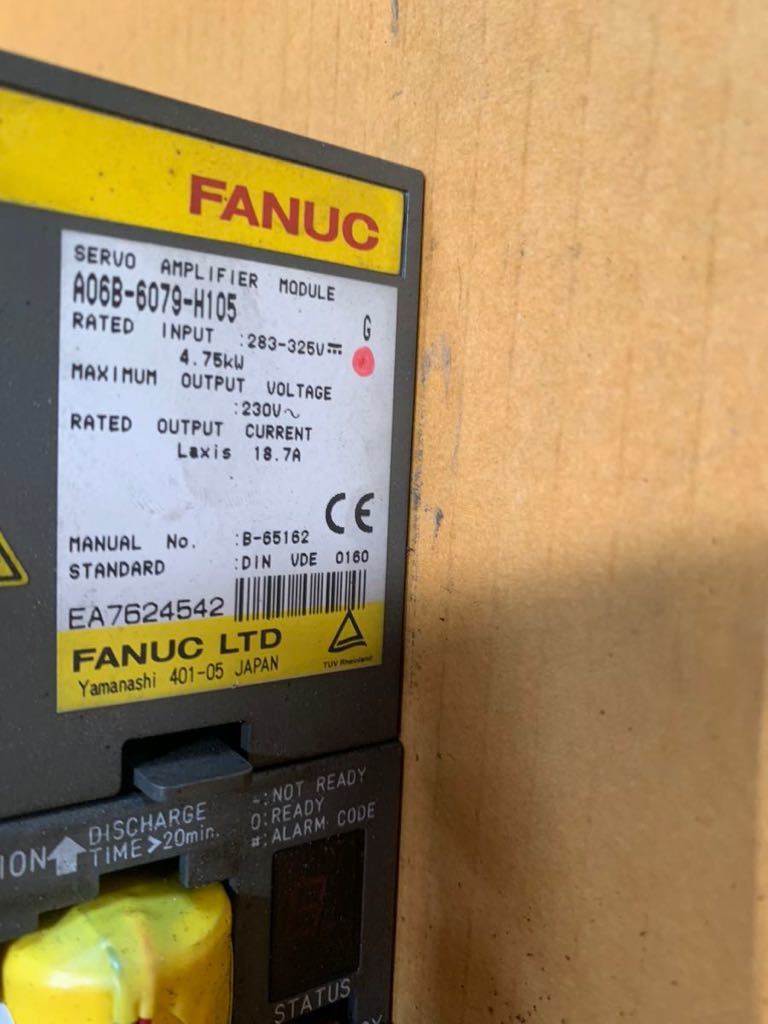 FANUC
SERVO AMPLIFIER MODULE
A06B-6079-H105
G
RATED INPUT :283-325V⎓
4.75kW
MAXIMUM OUTPUT VOLTAGE
:230V~
RATED OUTPUT CURRENT
Laxis 18.7A
CE
MANUAL No. :B-65162
STANDARD :DIN VDE 0160
EA7624542
FANUC LTD
Yamanashi 401-05 JAPAN
TUV Rheinland
-:NOT READY
0:READY
#:ALARM CODE
ION
DISCHARGE
TIME>20min.
STATUS